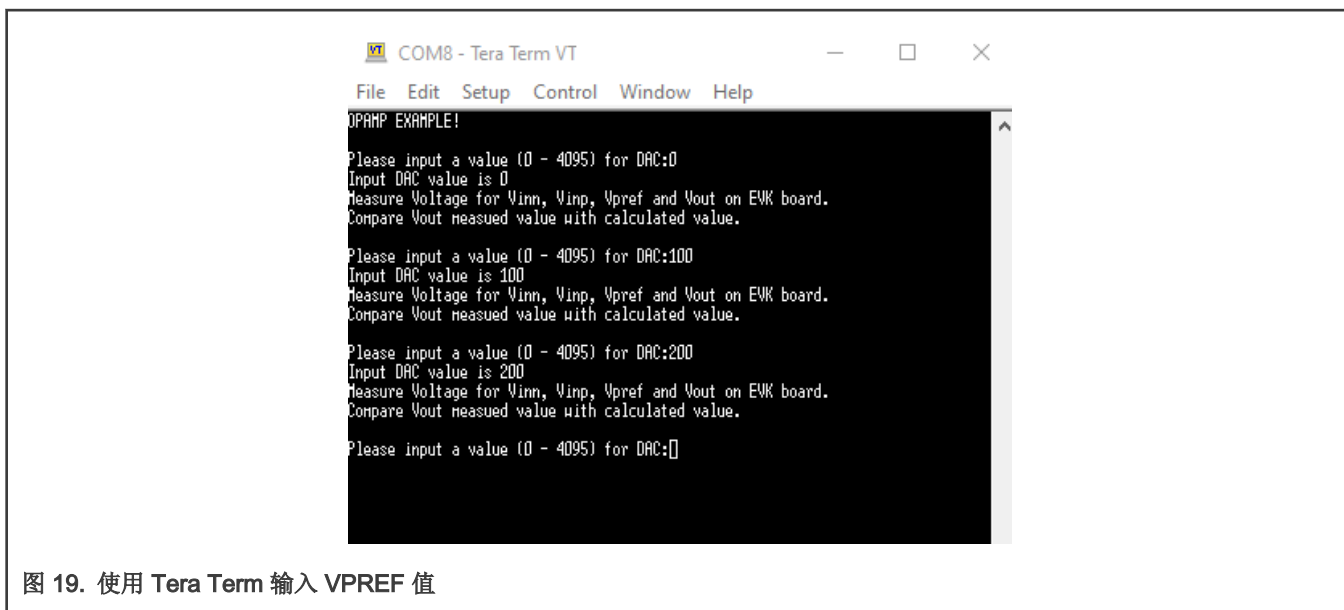 COM8 - Tera Term VT
File Edit Setup Control Window Help
OPAMP EXAMPLE!
Please input a value (0 - 4095) for DAC:0
Input DAC value is 0
Measure Voltage for Vinn, Vinp, Vpref and Vout on EVK board.
Compare Vout measued value with calculated value.
Please input a value (0 - 4095) for DAC:100
Input DAC value is 100
Measure Voltage for Vinn, Vinp, Vpref and Vout on EVK board.
Compare Vout measued value with calculated value.
Please input a value (0 - 4095) for DAC:200
Input DAC value is 200
Measure Voltage for Vinn, Vinp, Vpref and Vout on EVK board.
Compare Vout measued value with calculated value.
Please input a value (0 - 4095) for DAC:
图 19. 使用 Tera Term 输入 VPREF 值